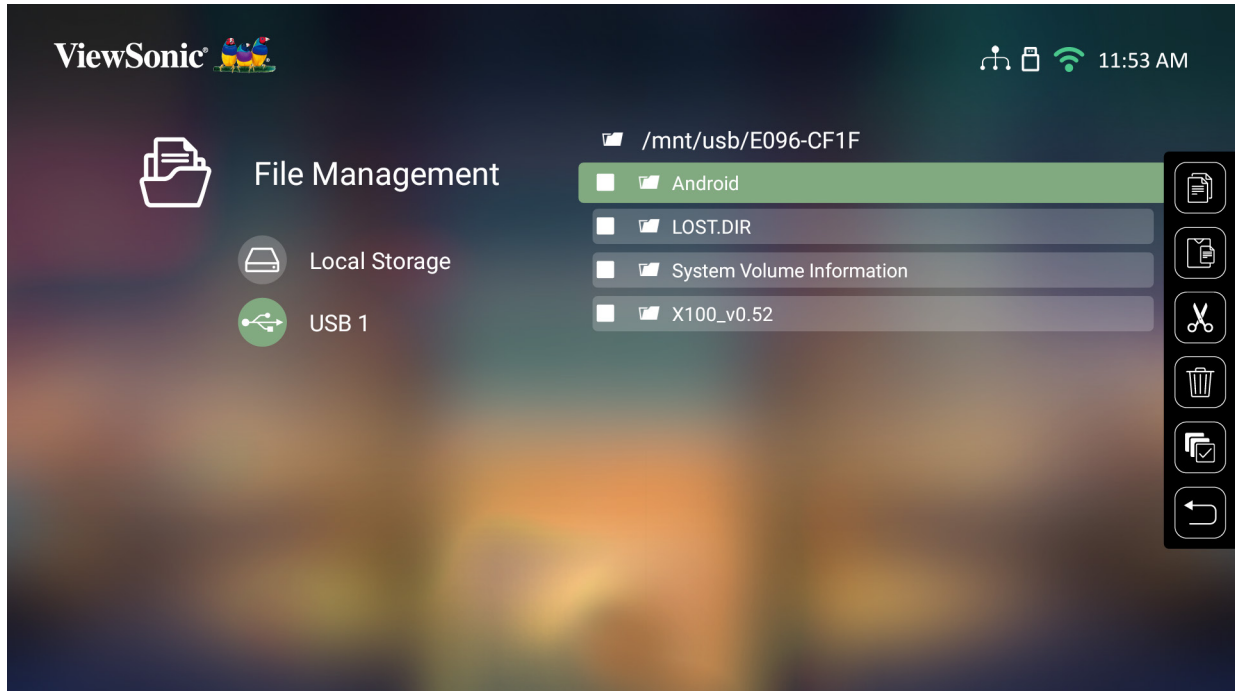 ViewSonic®
11:53 AM
File Management
Local Storage
USB 1
/mnt/usb/E096-CF1F
Android
LOST.DIR
System Volume Information
X100_v0.52